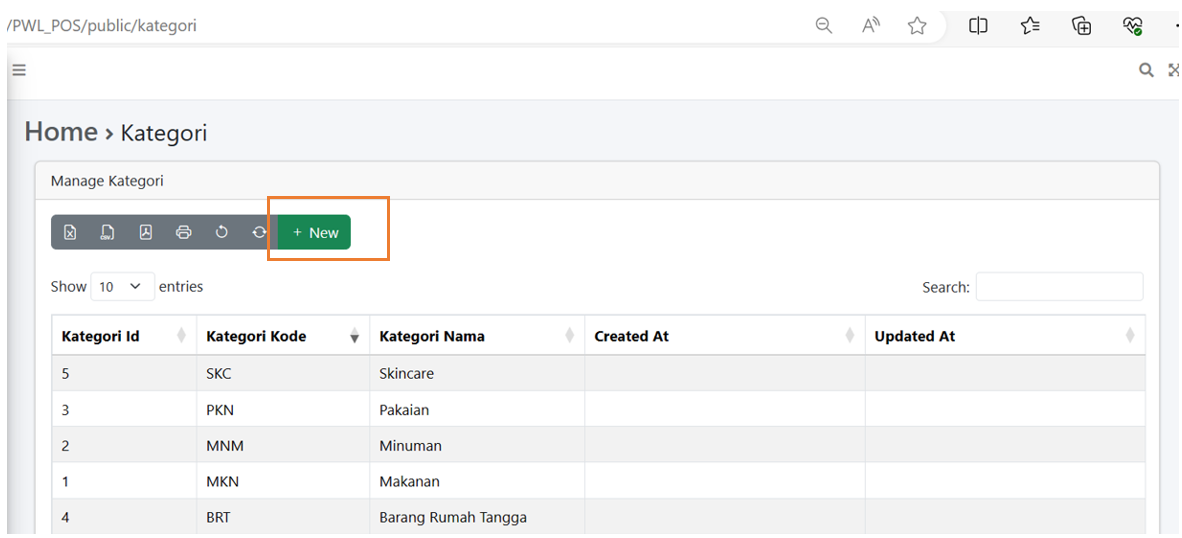 /PWL_POS/public/kategori
Home › Kategori
Manage Kategori
+ New
Show 10 entries
Search:
Kategori Id Kategori Kode Kategori Nama Created At Updated At
5 SKC Skincare
3 PKN Pakaian
2 MNM Minuman
1 MKN Makanan
4 BRT Barang Rumah Tangga